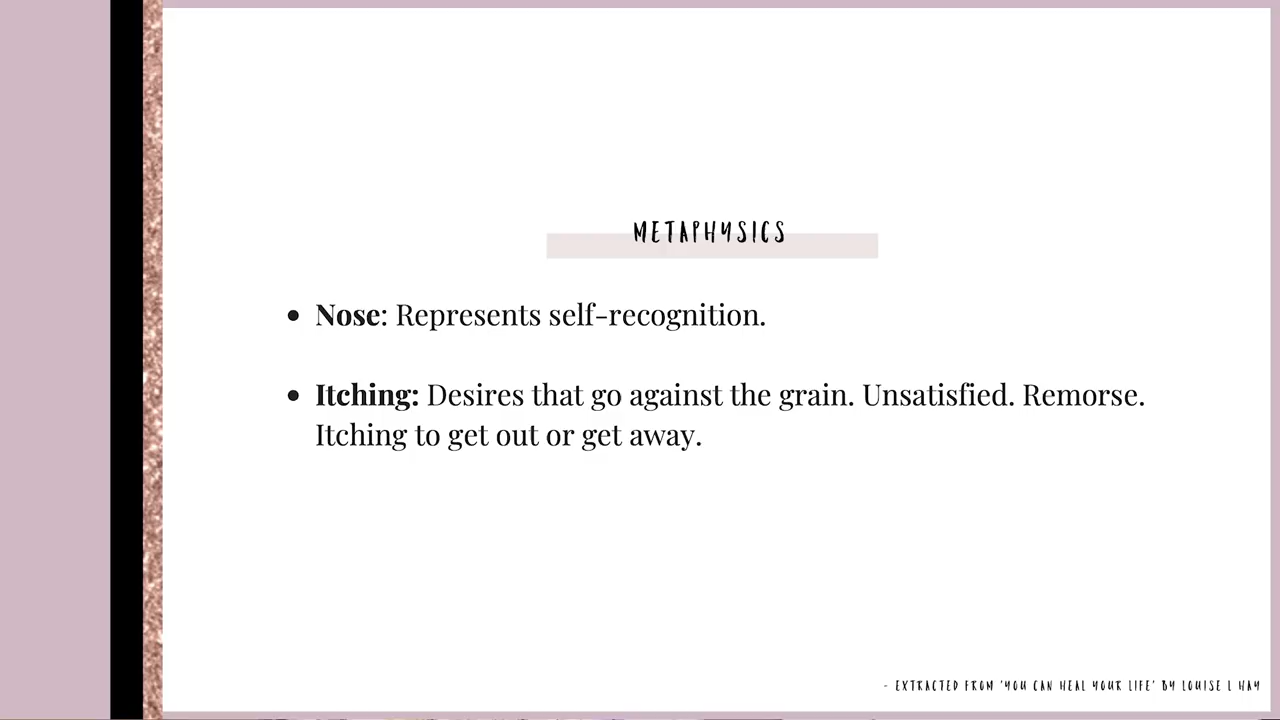 METAPHYSICS
• Nose: Represents self-recognition.
• Itching: Desires that go against the grain. Unsatisfied. Remorse.
Itching to get out or get away.
- EXTRACTED FROM 'YOU CAN HEAL YOUR LIFE' BY LOUISE L HAY